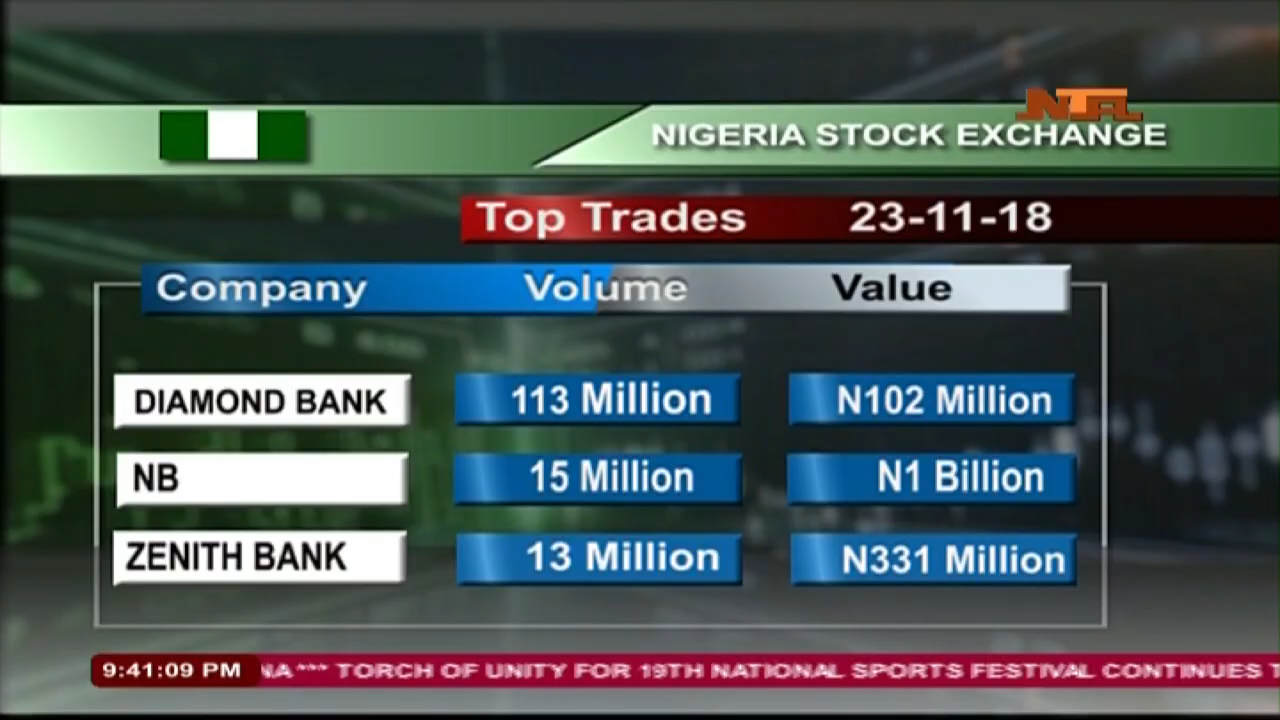 NTA
NIGERIA STOCK EXCHANGE
Top Trades 23-11-18
Company Volume Value
DIAMOND BANK 113 Million N102 Million
NB 15 Million N1 Billion
ZENITH BANK 13 Million N331 Million
9:41:09 PM NA*** TORCH OF UNITY FOR 19TH NATIONAL SPORTS FESTIVAL CONTINUES T